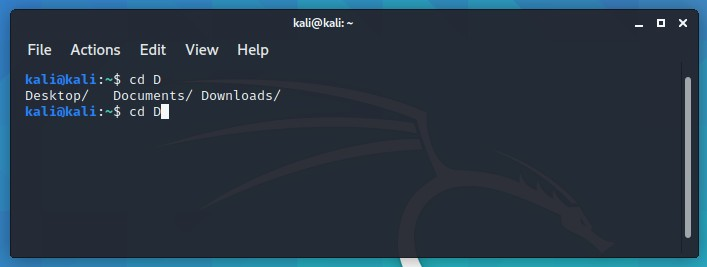 kali@kali: ~
File Actions Edit View Help
kali@kali:~$ cd D
Desktop/   Documents/ Downloads/
kali@kali:~$ cd D